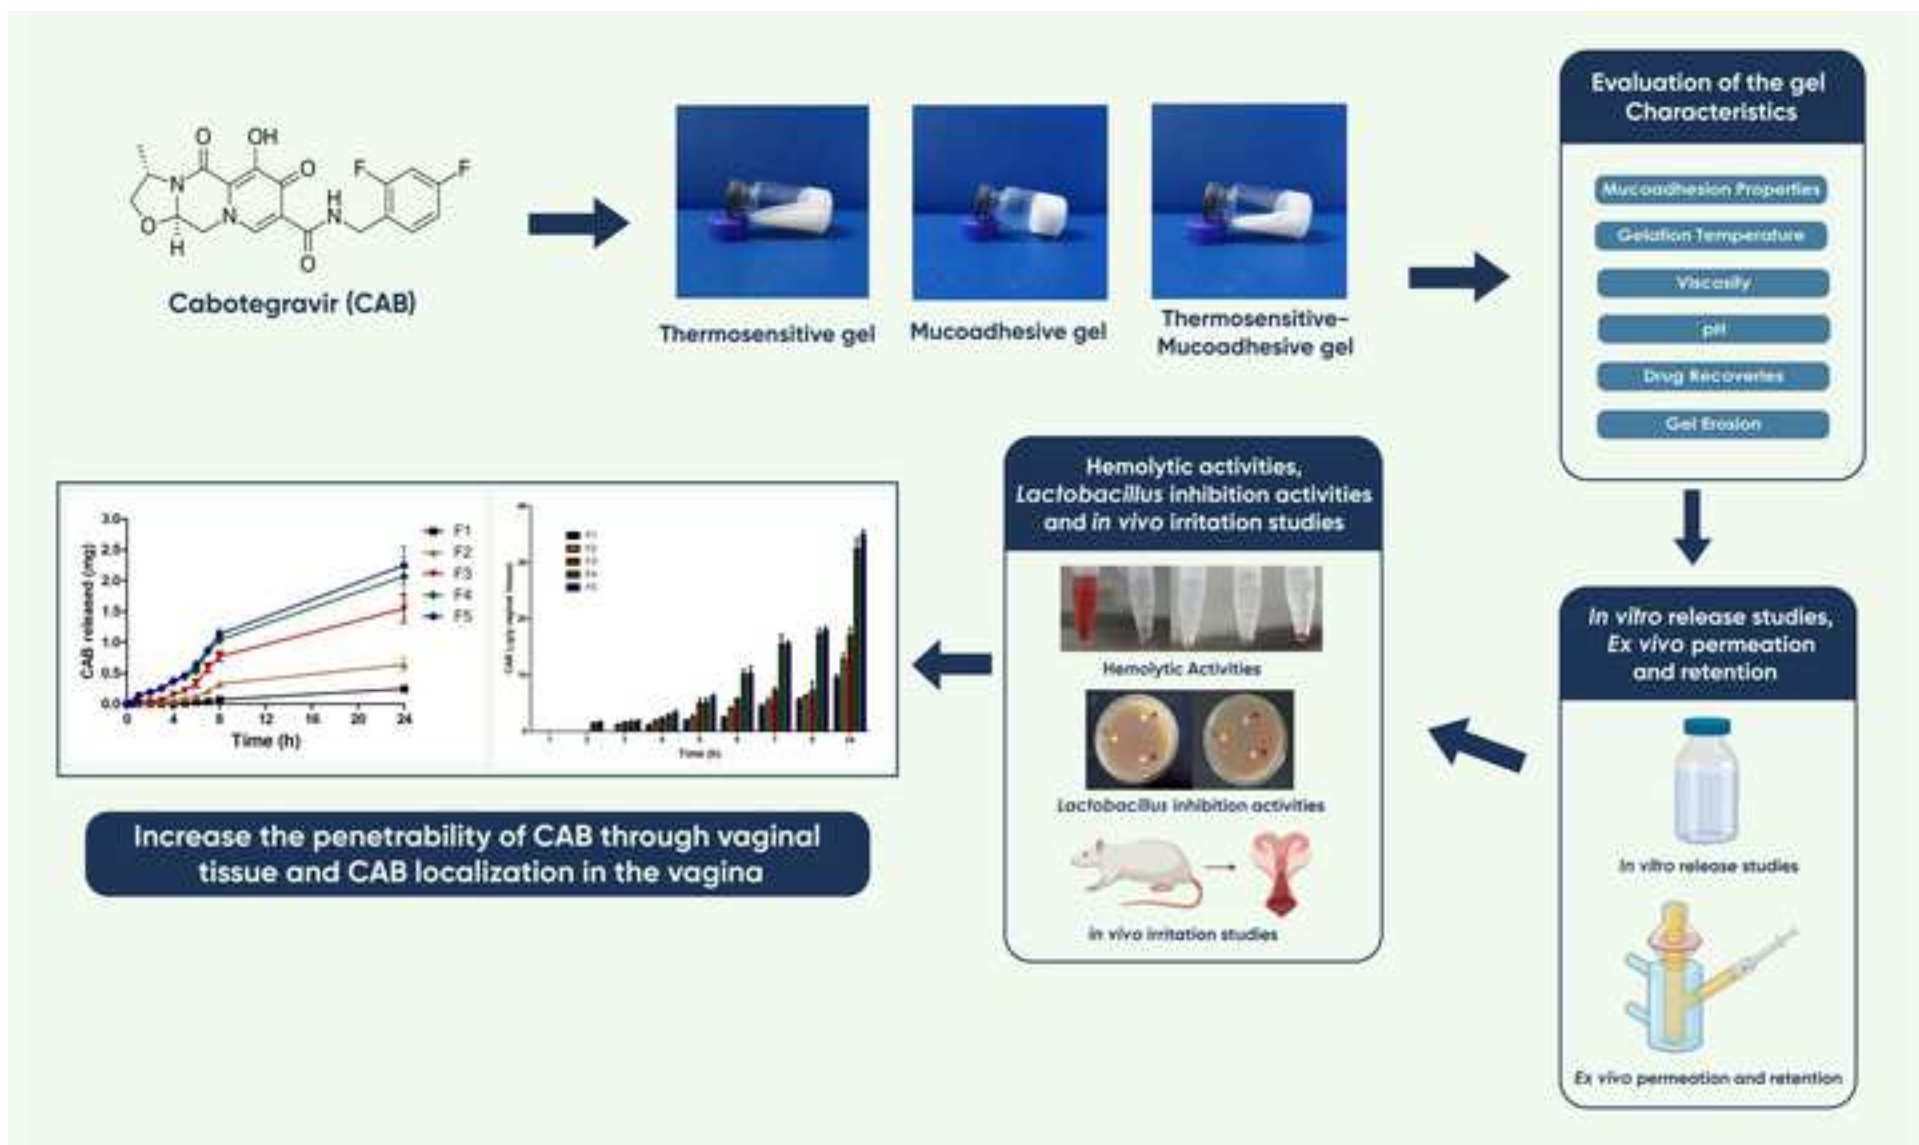 O
OH
O
F
F
N
H
N
N
O
H
O
Cabotegravir (CAB)
Thermosensitive gel
Mucoadhesive gel
Thermosensitive-
Mucoadhesive gel
Evaluation of the gel
Characteristics
Mucoadhesion Properties
Gelation Temperature
Viscosity
pH
Drug Recoveries
Gel Erosion
In vitro release studies,
Ex vivo permeation
and retention
In vitro release studies
Ex vivo permeation and retention
Hemolytic activities,
Lactobacillus inhibition activities
and in vivo irritation studies
Hemolytic Activities
Lactobacillus inhibition activities
in vivo irritation studies
CAB released (mg)
3.0
2.5
2.0
1.5
1.0
0.5
0.0
0 4 8 12 16 20 24
Time (h)
F1
F2
F3
F4
F5
Time (h)
Increase the penetrability of CAB through vaginal
tissue and CAB localization in the vagina